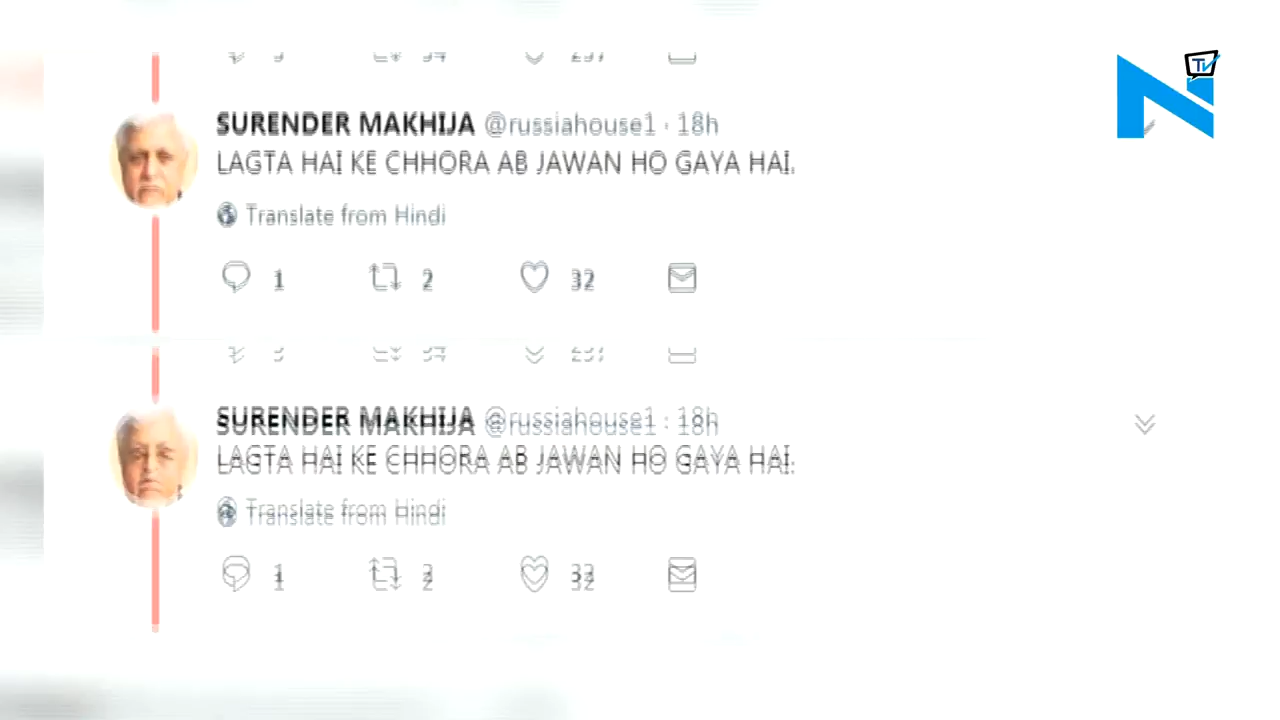 TV
SURENDER MAKHIJA @russiahouse1 · 18h
LAGTA HAI KE CHHORA AB JAWAN HO GAYA HAI.
Translate from Hindi
1 2 32
SURENDER MAKHIJA @russiahouse1 · 18h
LAGTA HAI KE CHHORA AB JAWAN HO GAYA HAI.
Translate from Hindi
1 2 32